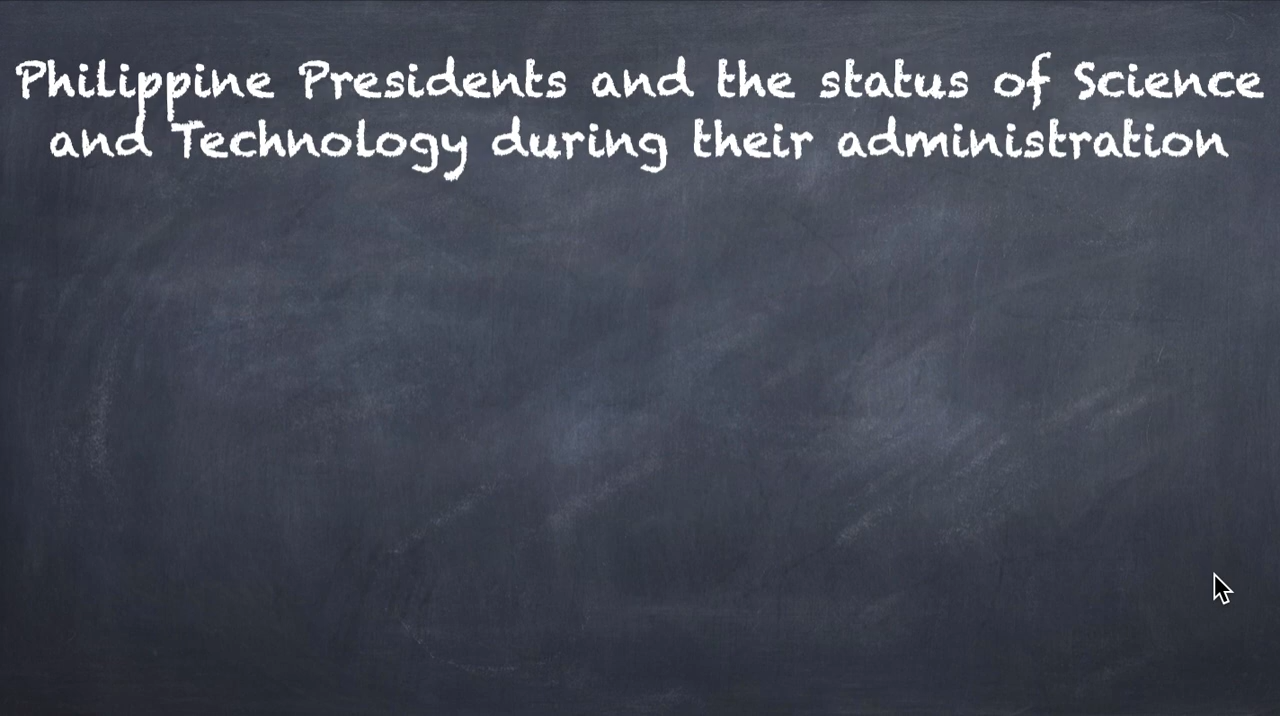 Philippine Presidents and the status of Science
and Technology during their administration